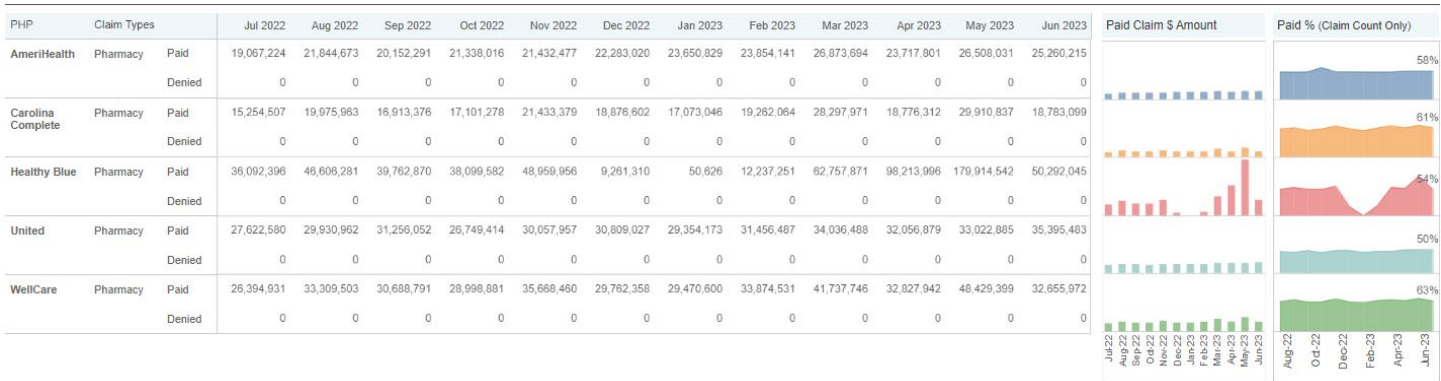 PHP Claim Types Jul 2022 Aug 2022 Sep 2022 Oct 2022 Nov 2022 Dec 2022 Jan 2023 Feb 2023 Mar 2023 Apr 2023 May 2023 Jun 2023 Paid Claim $ Amount Paid % (Claim Count Only)
AmeriHealth Pharmacy Paid 19,067,224 21,844,673 20,152,291 21,338,016 21,432,477 22,283,020 23,650,829 23,854,141 26,873,694 23,717,801 26,508,031 25,260,215 58%
Denied 0 0 0 0 0 0 0 0 0 0 0 0
Carolina Complete Pharmacy Paid 15,254,507 19,975,963 16,913,376 17,101,278 21,433,379 18,876,602 17,073,046 19,262,064 28,297,971 18,776,312 29,910,837 18,783,099 61%
Denied 0 0 0 0 0 0 0 0 0 0 0 0
Healthy Blue Pharmacy Paid 36,092,396 46,606,281 39,762,870 38,099,582 48,959,956 9,261,310 50,626 12,237,251 62,757,871 98,213,996 179,914,542 50,292,045 54%
Denied 0 0 0 0 0 0 0 0 0 0 0 0
United Pharmacy Paid 27,622,580 29,930,962 31,256,052 26,749,414 30,057,957 30,809,027 29,354,173 31,456,487 34,036,488 32,056,879 33,022,885 35,395,483 50%
Denied 0 0 0 0 0 0 0 0 0 0 0 0
WellCare Pharmacy Paid 26,394,931 33,309,503 30,688,791 28,998,881 35,668,460 29,762,358 29,470,600 33,874,531 41,737,746 32,827,942 48,429,399 32,655,972 63%
Denied 0 0 0 0 0 0 0 0 0 0 0 0
Jul-22 Aug-22 Sep-22 Oct-22 Nov-22 Dec-22 Jan-23 Feb-23 Mar-23 Apr-23 May-23 Jun-23 Aug-22 Oct-22 Dec-22 Feb-23 Apr-23 Jun-23